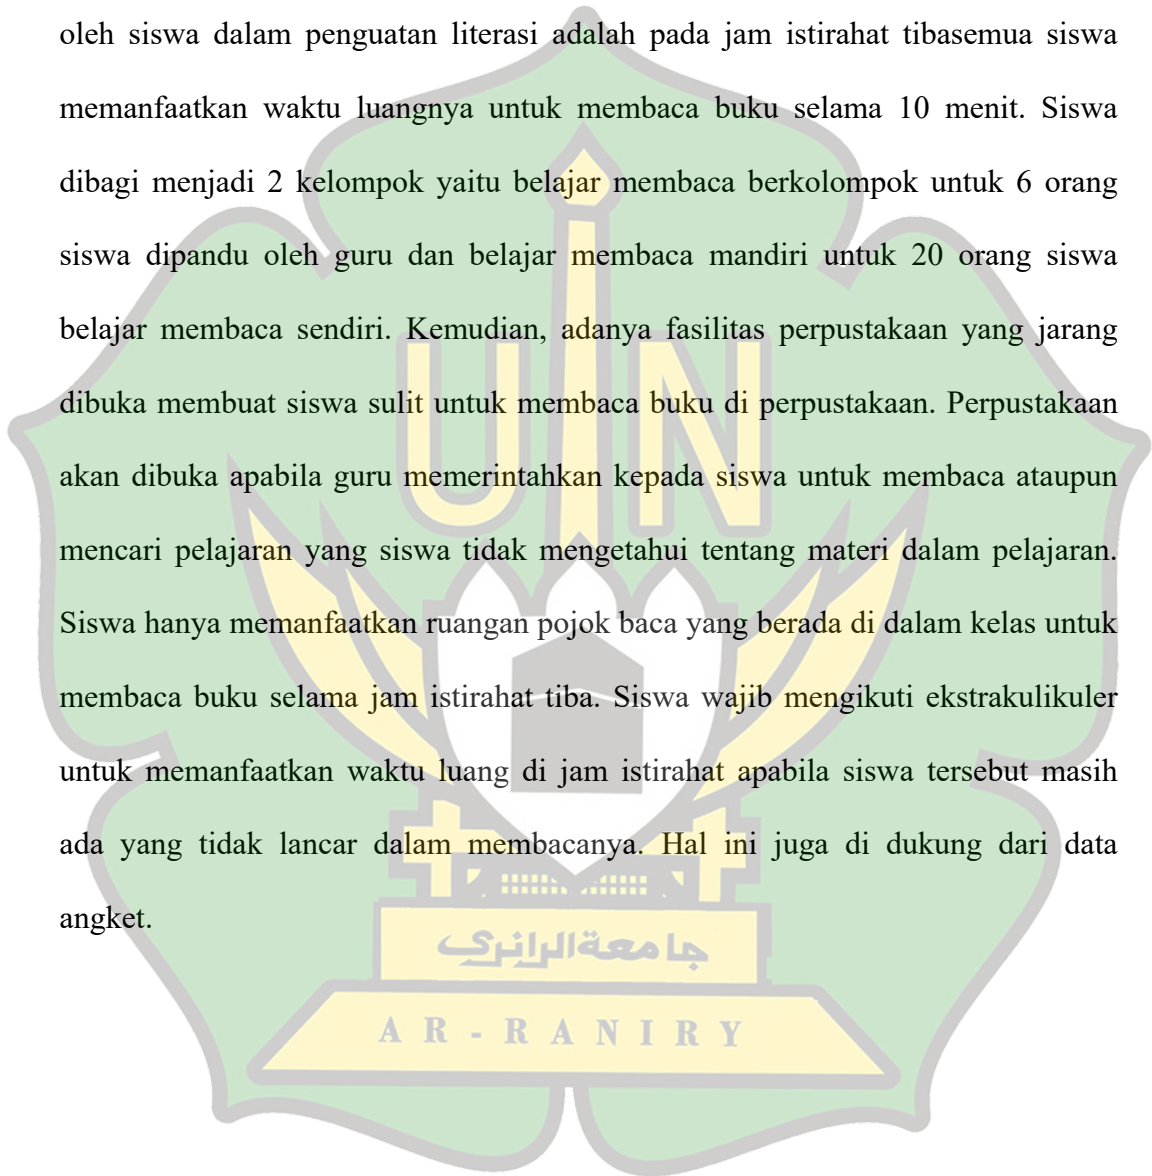 oleh siswa dalam penguatan literasi adalah pada jam istirahat tibasemua siswa
memanfaatkan waktu luangnya untuk membaca buku selama 10 menit. Siswa
dibagi menjadi 2 kelompok yaitu belajar membaca berkolompok untuk 6 orang
siswa dipandu oleh guru dan belajar membaca mandiri untuk 20 orang siswa
belajar membaca sendiri. Kemudian, adanya fasilitas perpustakaan yang jarang
dibuka membuat siswa sulit untuk membaca buku di perpustakaan. Perpustakaan
akan dibuka apabila guru memerintahkan kepada siswa untuk membaca ataupun
mencari pelajaran yang siswa tidak mengetahui tentang materi dalam pelajaran.
Siswa hanya memanfaatkan ruangan pojok baca yang berada di dalam kelas untuk
membaca buku selama jam istirahat tiba. Siswa wajib mengikuti ekstrakulikuler
untuk memanfaatkan waktu luang di jam istirahat apabila siswa tersebut masih
ada yang tidak lancar dalam membacanya. Hal ini juga di dukung dari data
angket.
UIN
جامعةالرانري
AR-RANIRY